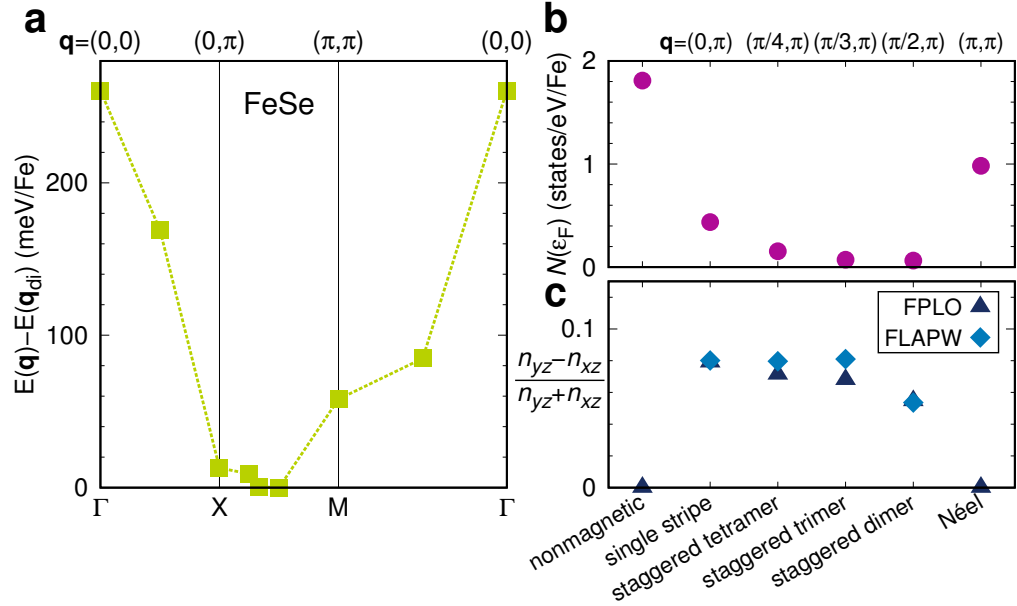 a
q=(0,0) (0,π) (π,π) (0,0)
FeSe
E(q)−E(q_di) (meV/Fe)
200
100
0
Γ X M Γ
b
q=(0,π) (π/4,π) (π/3,π) (π/2,π) (π,π)
N(ε_F) (states/eV/Fe)
2
1
0
c
FPLO
FLAPW
0.1
n_yz−n_xz
n_yz+n_xz
0
nonmagnetic
single stripe
staggered tetramer
staggered trimer
staggered dimer
Néel